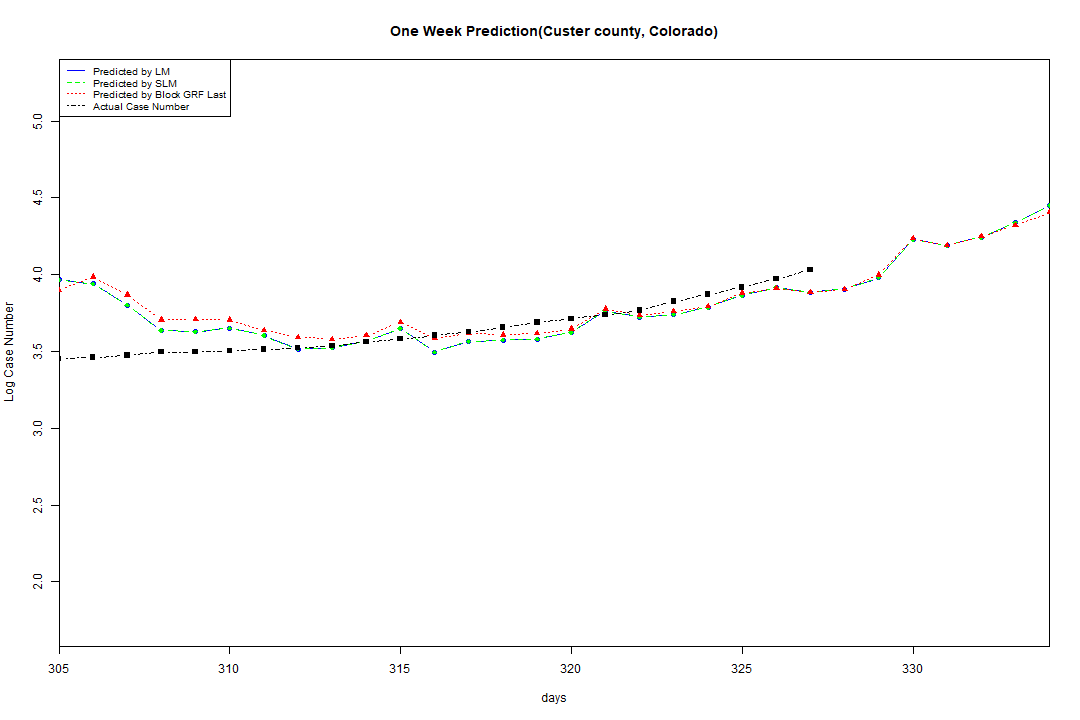 One Week Prediction(Custer county, Colorado)
Predicted by LM
Predicted by SLM
Predicted by Block GRF Last
Actual Case Number
5.0
4.5
4.0
3.5
3.0
2.5
2.0
Log Case Number
305 310 315 320 325 330
days